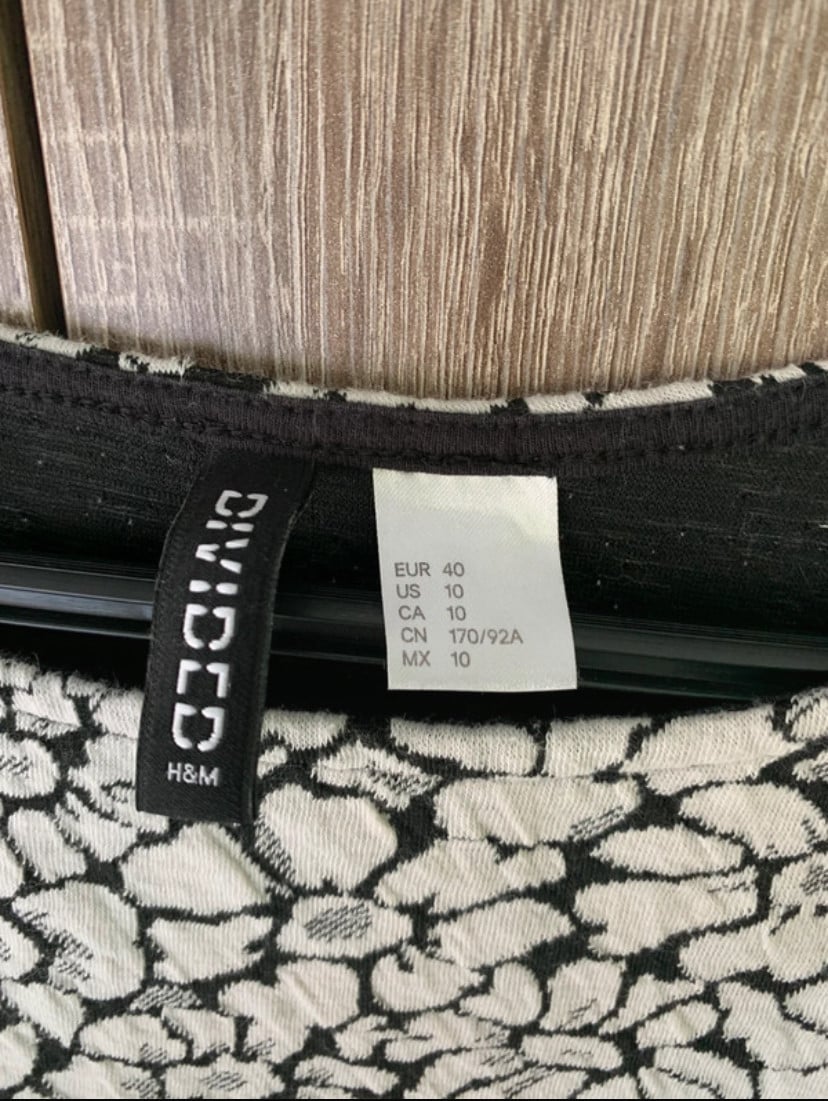 DIVIDED
H&M
EUR 40
US 10
CA 10
CN 170/92A
MX 10